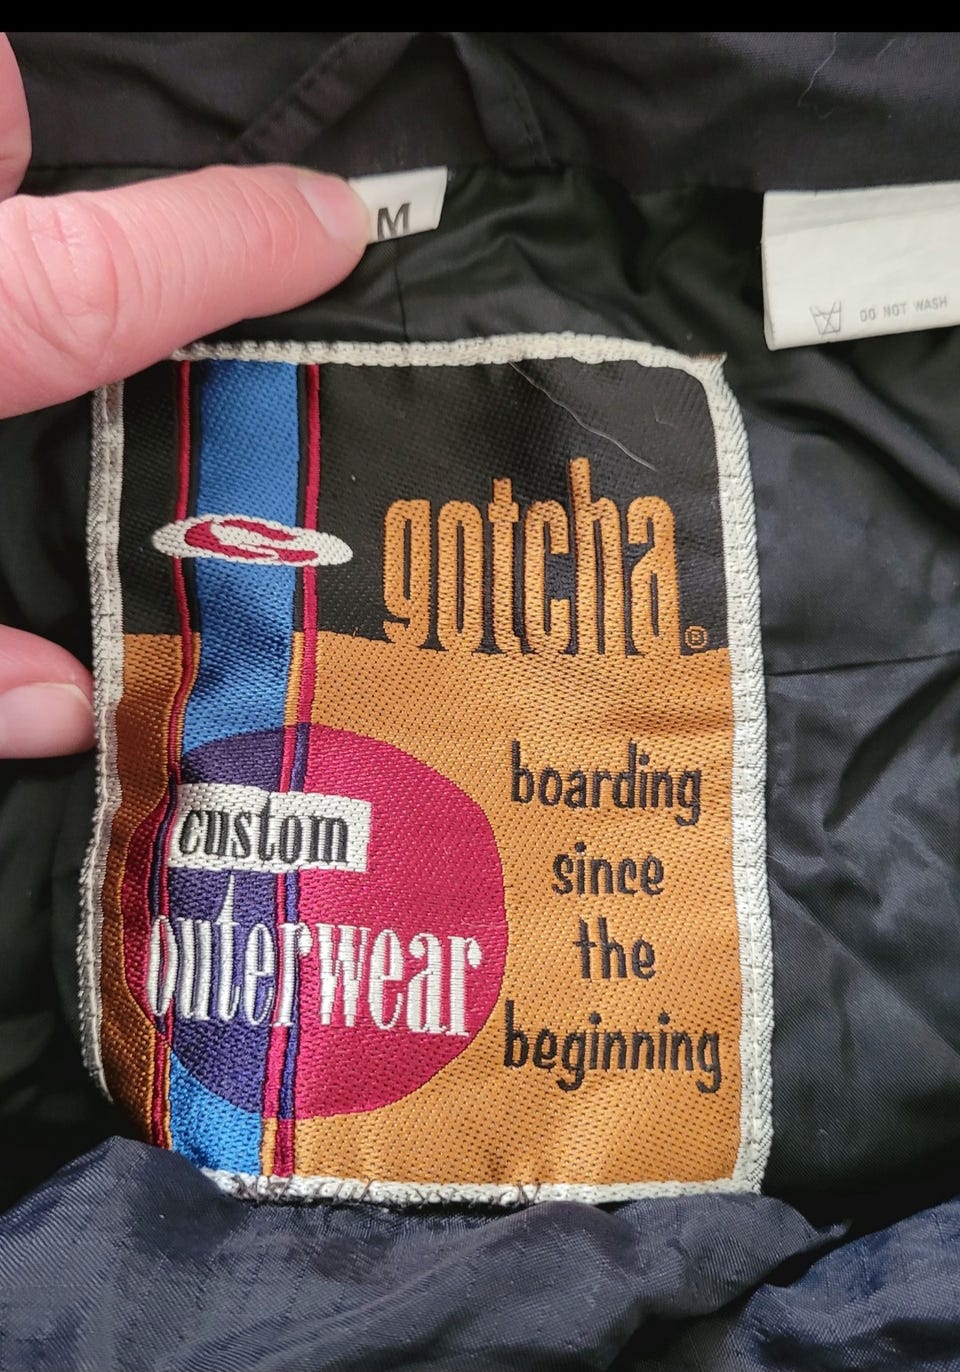 M
DO NOT WASH
gotcha®
custom
outerwear
boarding
since
the
beginning